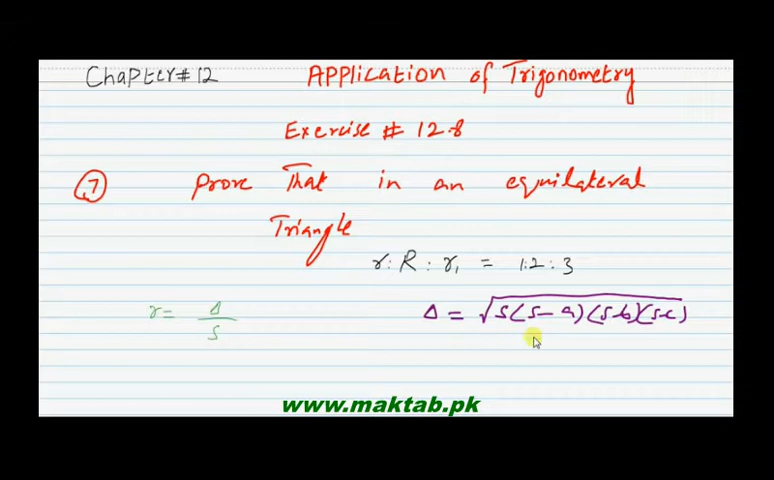 Chapter#12 Application of Trigonometry
Exercise # 12.8
7 prove That in an equilateral
Triangle
r : R : r₁ = 1:2:3
r = Δ/s Δ = √s(s-a)(s-b)(s-c)
www.maktab.pk